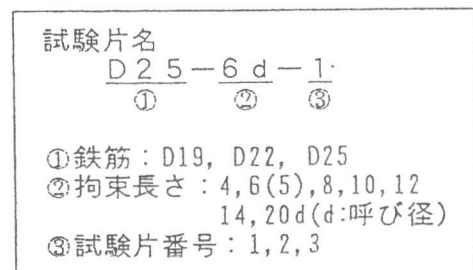 試験片名
D25－6d－1
① ② ③
①鉄筋：D19, D22, D25
②拘束長さ：4,6(5),8,10,12
14,20d(d:呼び径)
③試験片番号：1,2,3